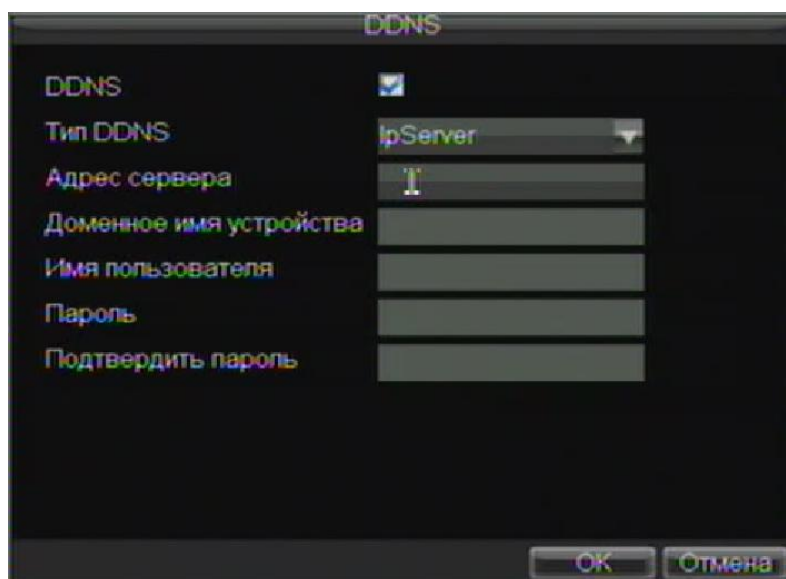 DDNS
DDNS
Тип DDNS IpServer
Адрес сервера
Доменное имя устройства
Имя пользователя
Пароль
Подтвердить пароль
OK Отмена